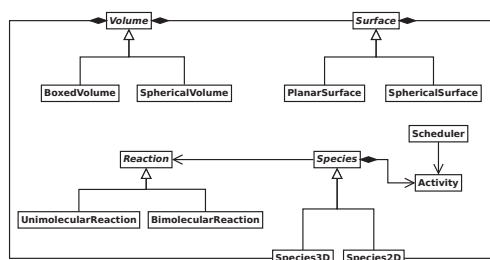 Volume
Surface
BoxedVolume
SphericalVolume
PlanarSurface
SphericalSurface
Scheduler
Reaction
Species
Activity
UnimolecularReaction
BimolecularReaction
Species3D
Species2D